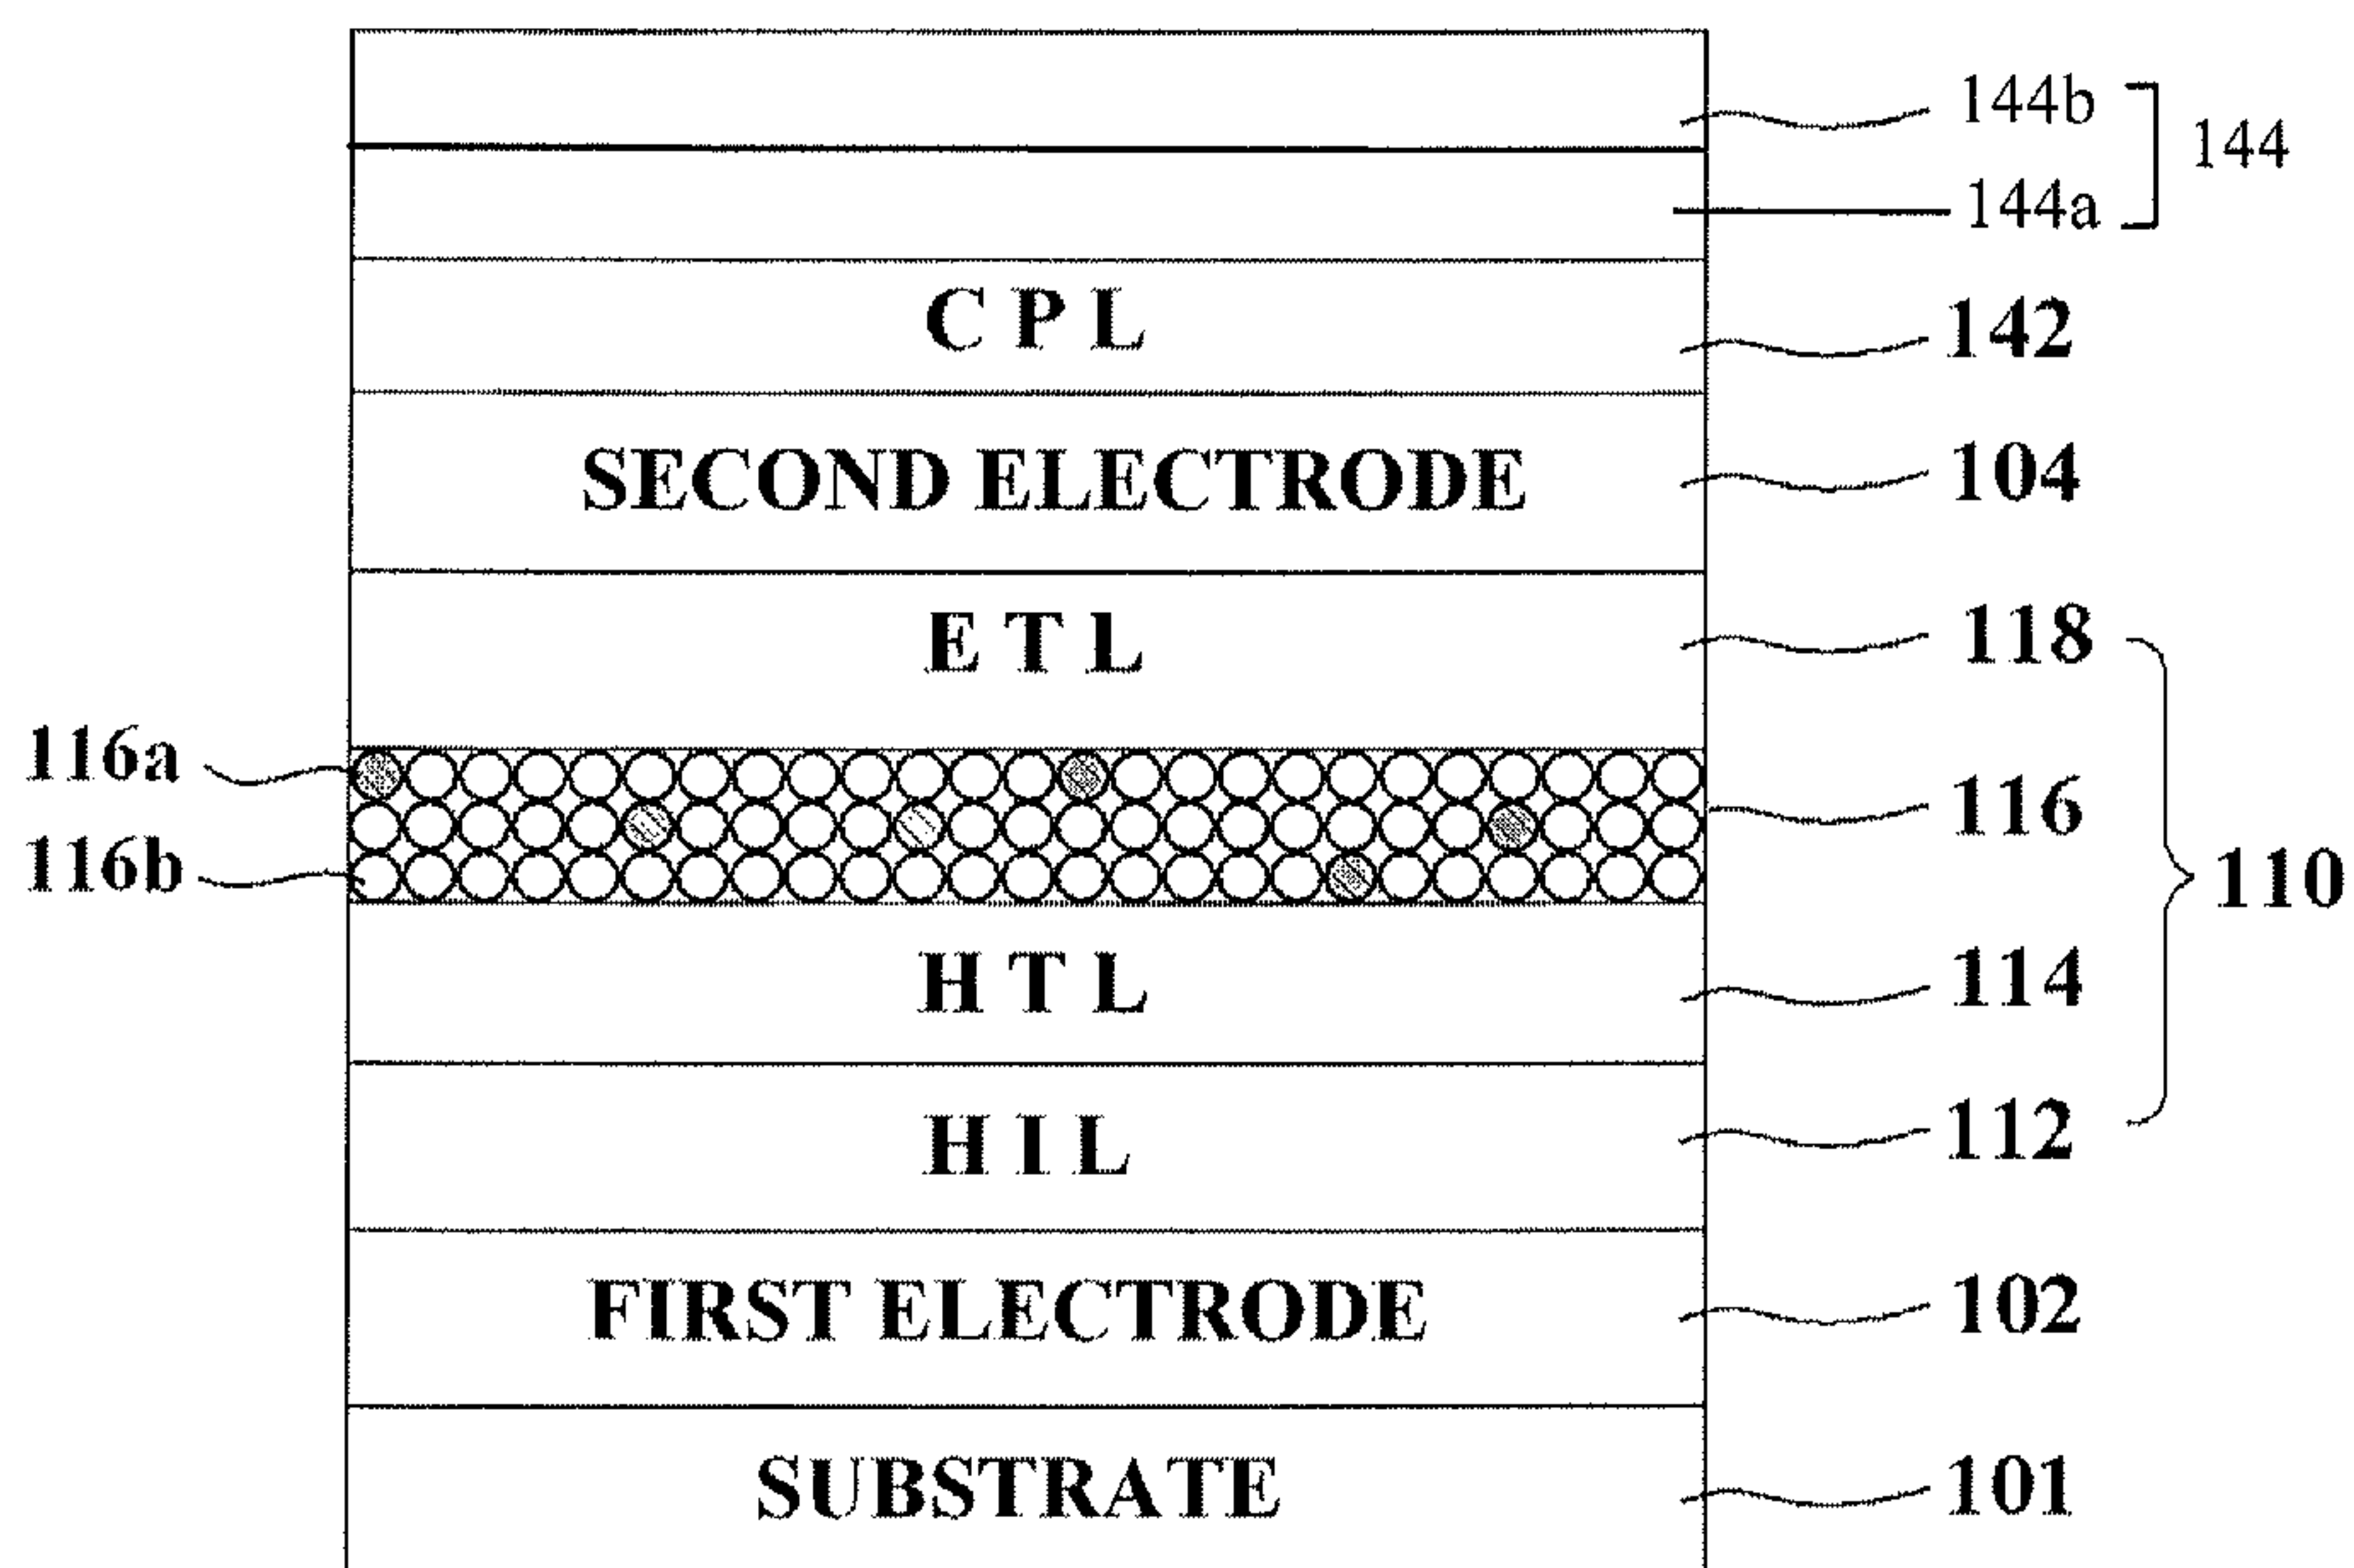 144b
144
144a
C P L
142
SECOND ELECTRODE
104
E T L
118
116a
116
116b
110
H T L
114
H I L
112
FIRST ELECTRODE
102
SUBSTRATE
101